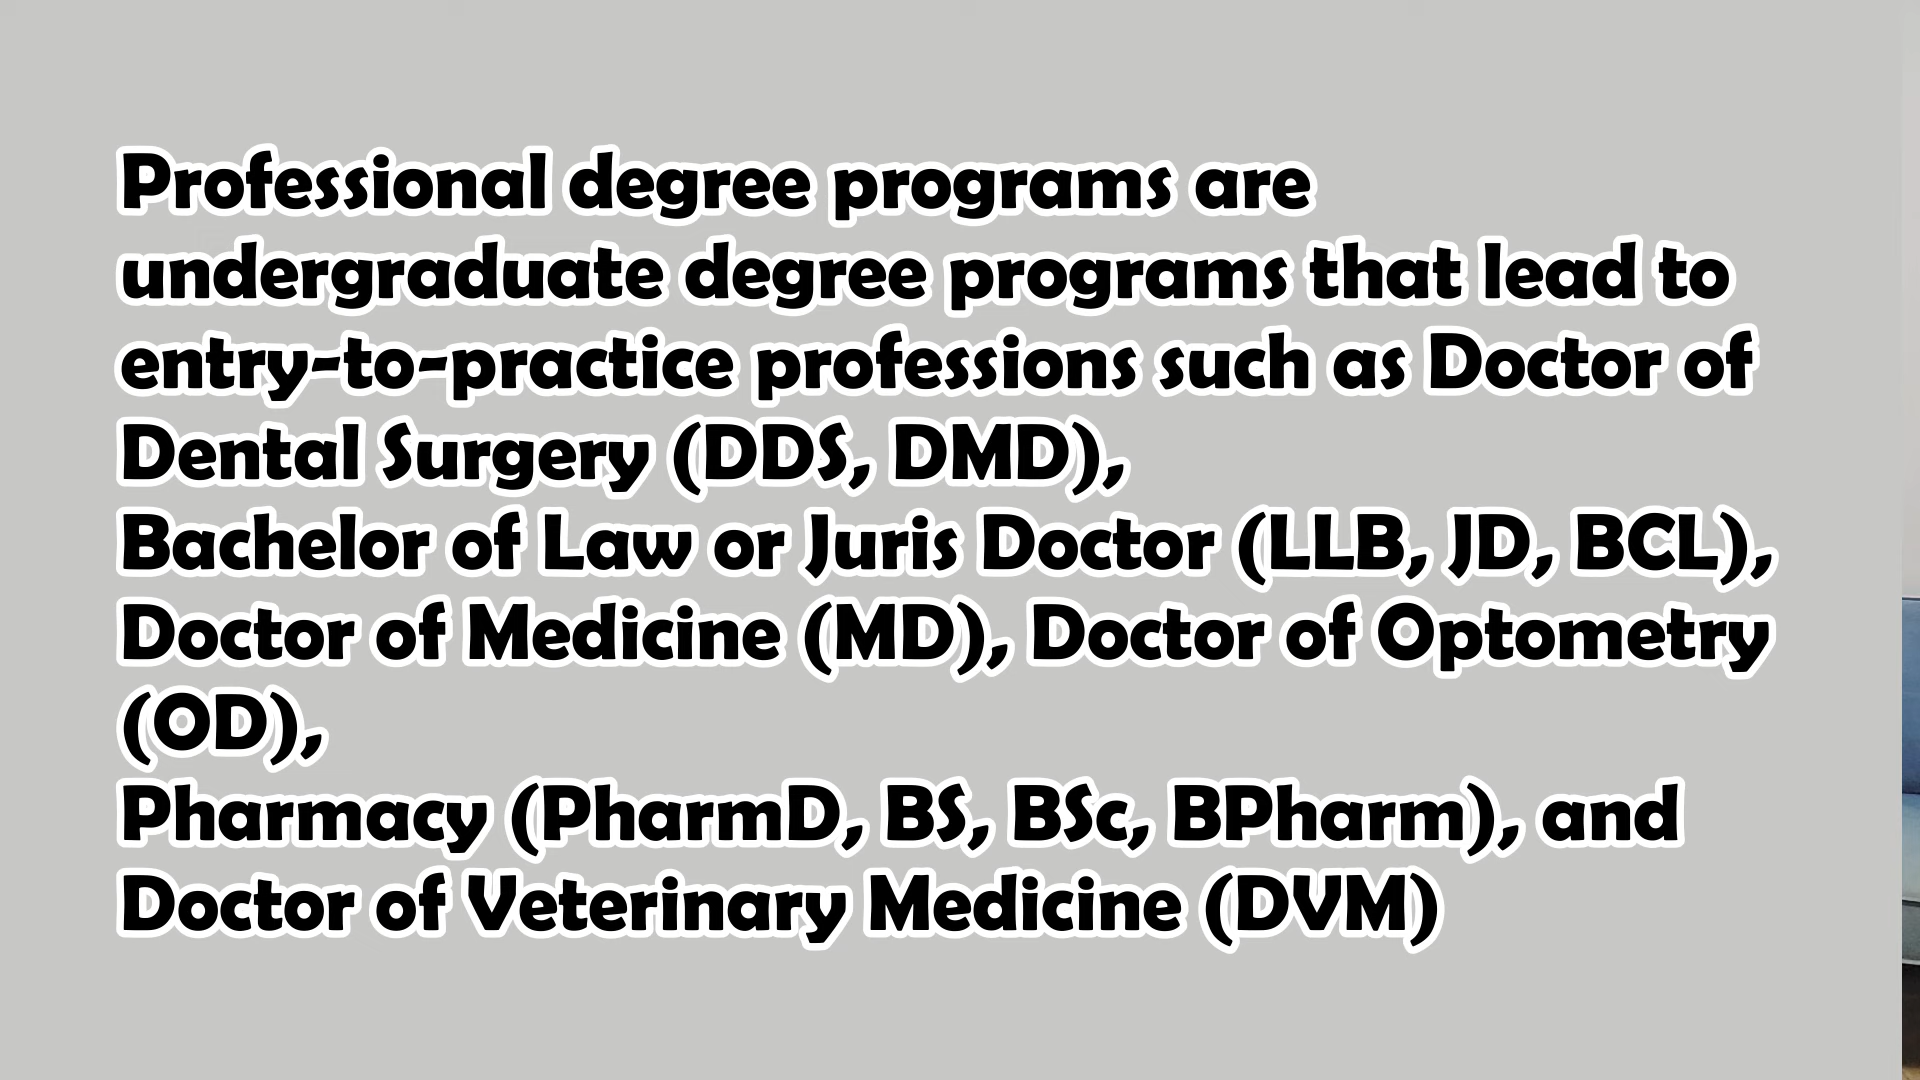 Professional degree programs are
undergraduate degree programs that lead to
entry-to-practice professions such as Doctor of
Dental Surgery (DDS, DMD),
Bachelor of Law or Juris Doctor (LLB, JD, BCL),
Doctor of Medicine (MD), Doctor of Optometry
(OD),
Pharmacy (PharmD, BS, BSc, BPharm), and
Doctor of Veterinary Medicine (DVM)